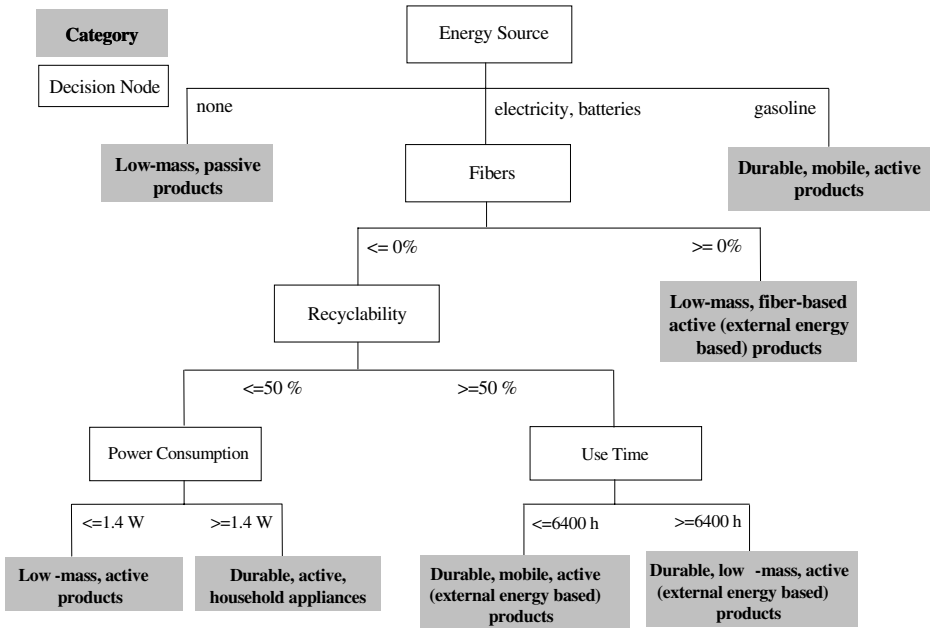 Category
Energy Source
Decision Node
none
electricity, batteries
gasoline
Low-mass, passive
products
Fibers
Durable, mobile, active
products
<= 0%
>= 0%
Recyclability
Low-mass, fiber-based
active (external energy
based) products
<=50 %
>=50 %
Power Consumption
Use Time
<=1.4 W
>=1.4 W
<=6400 h
>=6400 h
Low -mass, active
products
Durable, active,
household appliances
Durable, mobile, active
(external energy based)
products
Durable, low -mass, active
(external energy based)
products